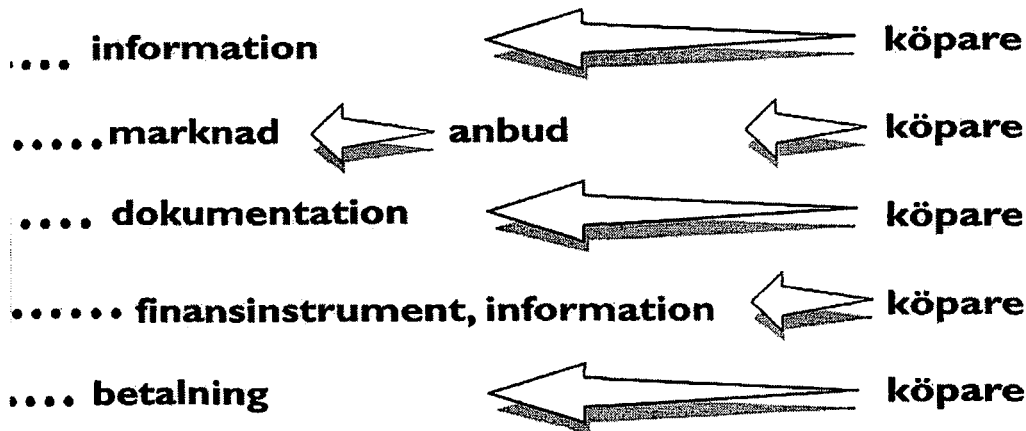 .... information köpare
..... marknad anbud köpare
.... dokumentation köpare
...... finansinstrument, information köpare
.... betalning köpare